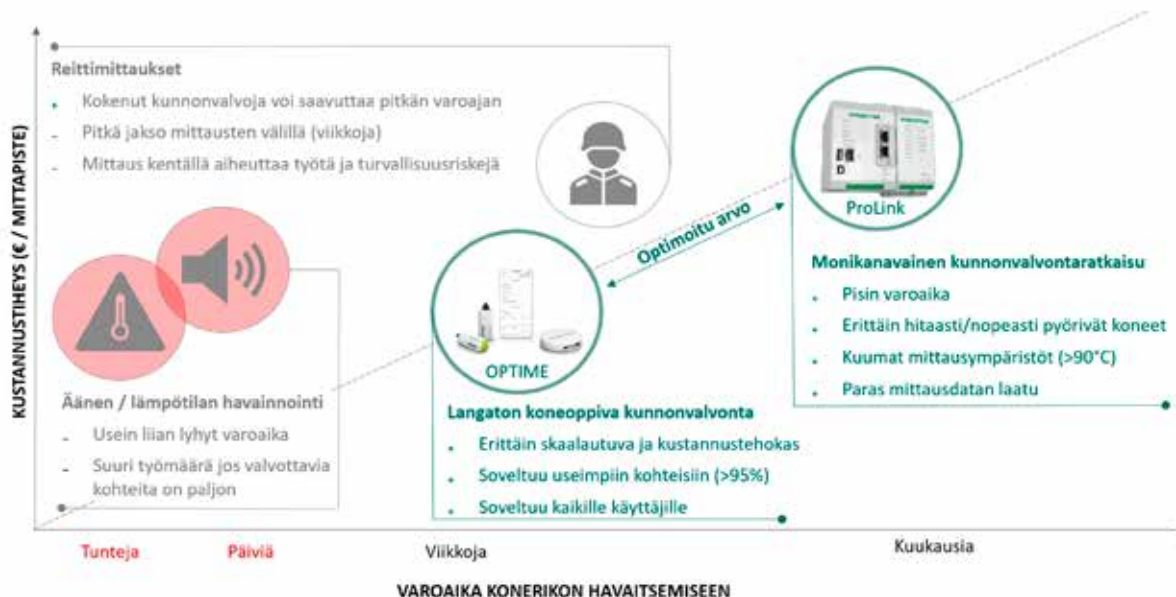 KUSTANNUSTIHEYS (€ / MITTAPISTE)
Reittimittaukset
Kokenut kunnonvalvoja voi saavuttaa pitkän varoajan
- Pitkä jakso mittausten välillä (viikkoja)
- Mittaus kentällä aiheuttaa työtä ja turvallisuusriskejä
Äänen / lämpötilan havainnointi
- Usein liian lyhyt varoaika
- Suuri työmäärä jos valvottavia
kohteita on paljon
OPTIME
Langaton koneoppiva kunnonvalvonta
Erittäin skaalautuva ja kustannustehokas
Soveltuu useimpiin kohteisiin (>95%)
Soveltuu kaikille käyttäjille
Optimoitu arvo
ProLink
Monikanavainen kunnonvalvontaratkaisu
Pisin varoaika
Erittäin hitaasti/nopeasti pyörivät koneet
Kuumat mittausympäristöt (>90°C)
Paras mittausdatan laatu
Tunteja
Päiviä
Viikkoja
Kuukausia
VAROAIKA KONERIKON HAVAITSEMISEEN